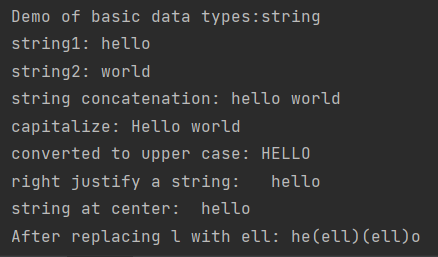 Demo of basic data types:string
string1: hello
string2: world
string concatenation: hello world
capitalize: Hello world
converted to upper case: HELLO
right justify a string:   hello
string at center:  hello
After replacing l with ell: he(ell)(ell)o